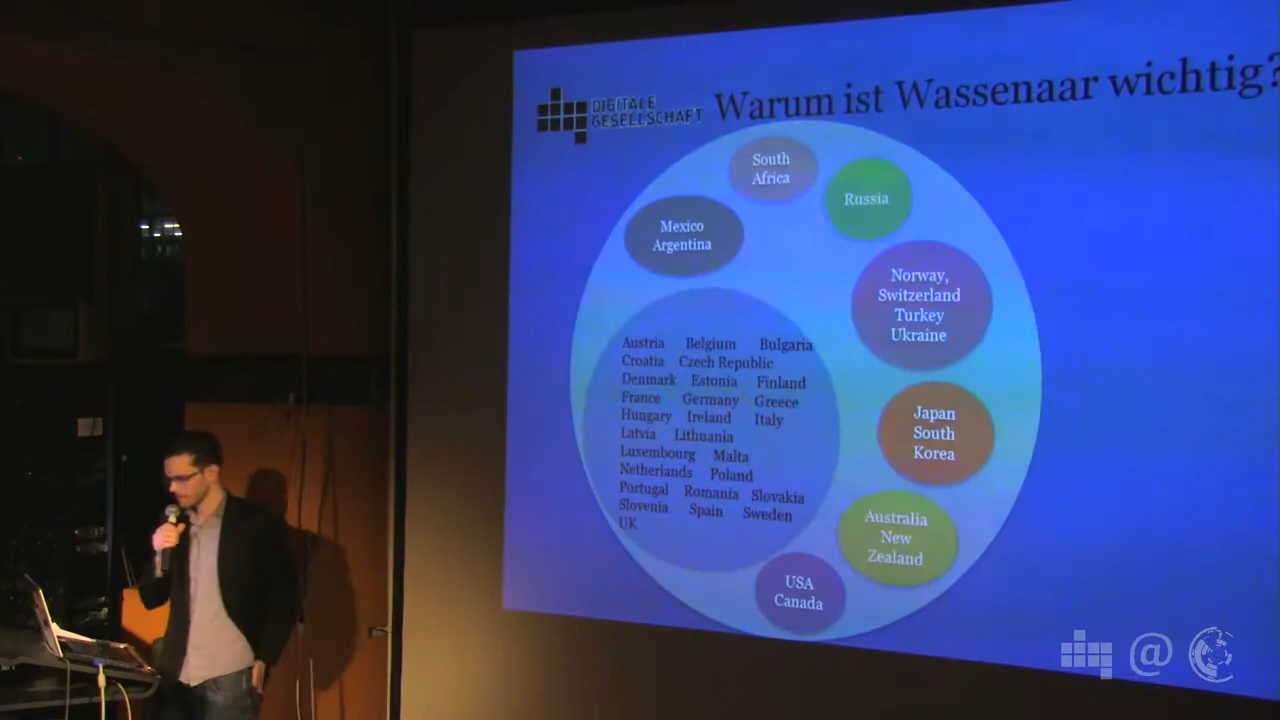 DIGITALE
GESELLSCHAFT
Warum ist Wassenaar wichtig?
South
Africa
Russia
Mexico
Argentina
Norway,
Switzerland
Turkey
Ukraine
Austria Belgium Bulgaria
Croatia Czech Republic
Denmark Estonia Finland
France Germany Greece
Hungary Ireland Italy
Latvia Lithuania
Luxembourg Malta
Netherlands Poland
Portugal Romania Slovakia
Slovenia Spain Sweden
UK
Japan
South
Korea
Australia
New
Zealand
USA
Canada
@